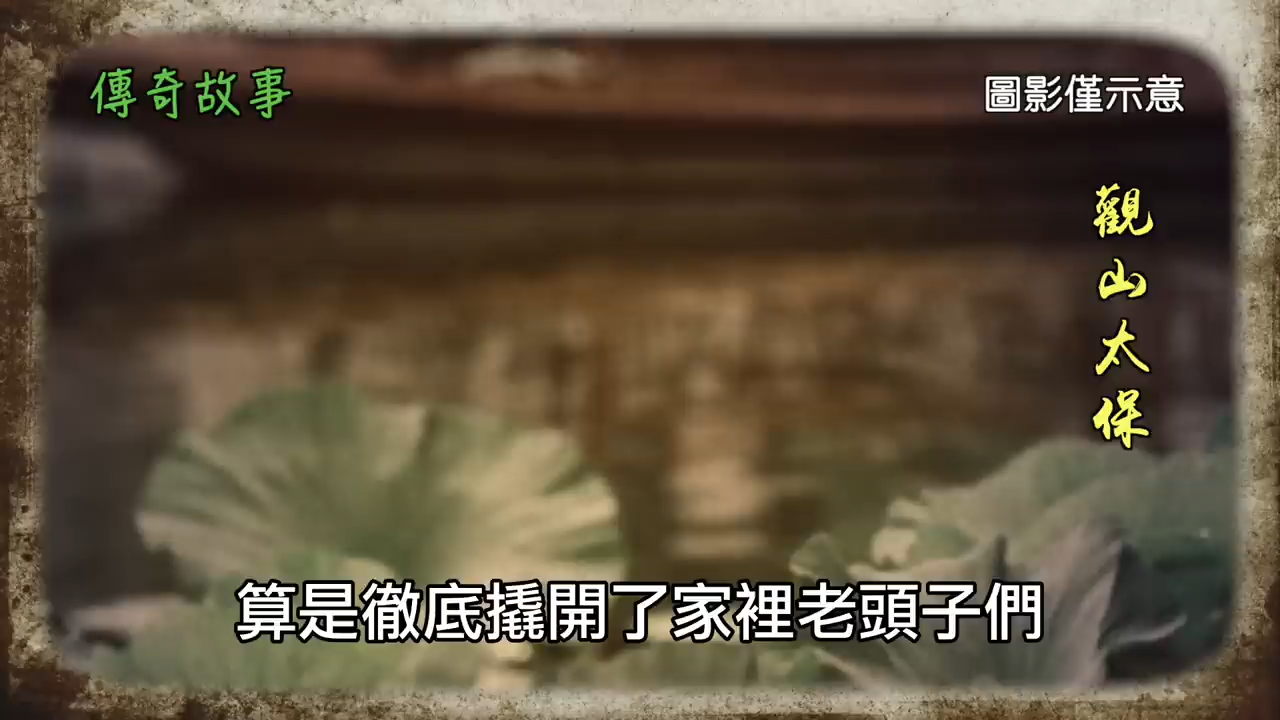 傳奇故事
圖影僅示意
觀山太保
算是徹底撬開了家裡老頭子們